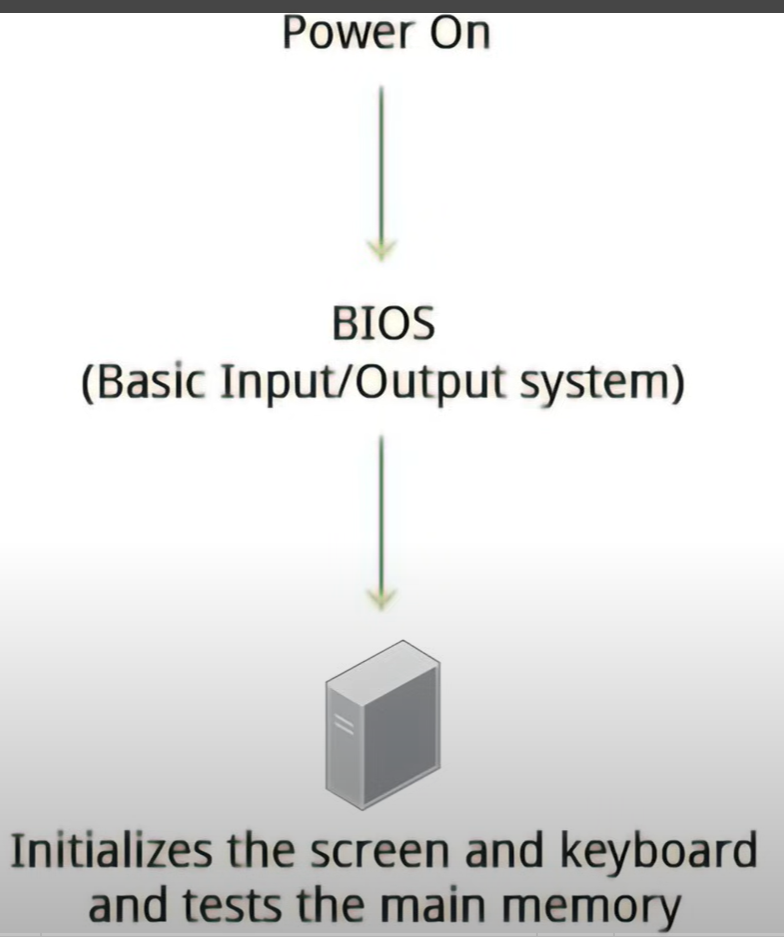 Power On
BIOS
(Basic Input/Output system)
Initializes the screen and keyboard
and tests the main memory